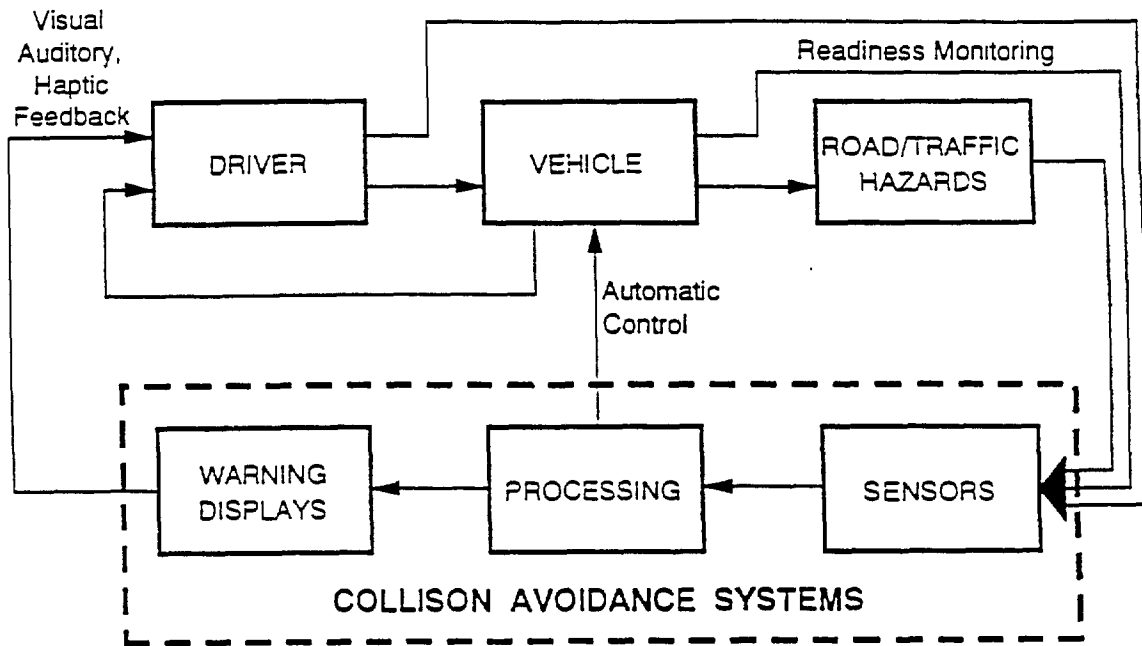 Visual
Auditory,
Haptic
Feedback
Readiness Monitoring
DRIVER
VEHICLE
ROAD/TRAFFIC
HAZARDS
Automatic
Control
WARNING
DISPLAYS
PROCESSING
SENSORS
COLLISON AVOIDANCE SYSTEMS